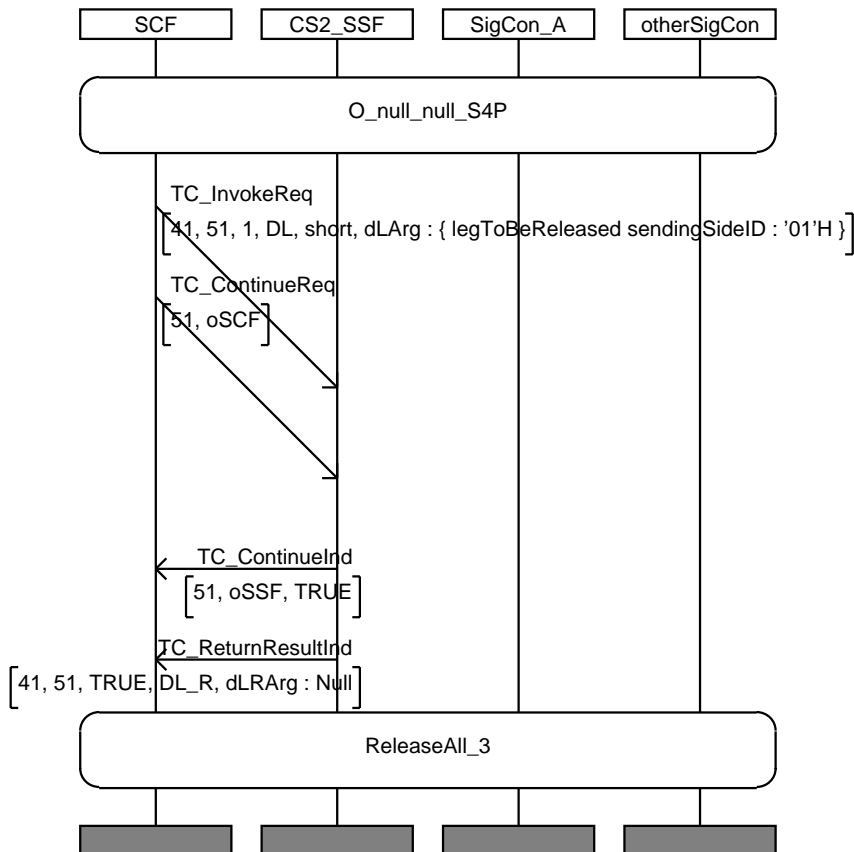 SCF
CS2_SSF
SigCon_A
otherSigCon
O_null_null_S4P
TC_InvokeReq
41, 51, 1, DL, short, dLArg : { legToBeReleased sendingSideID : '01'H }
TC_ContinueReq
51, oSCF
TC_ContinueInd
51, oSSF, TRUE
TC_ReturnResultInd
41, 51, TRUE, DL_R, dLRArg : Null
ReleaseAll_3